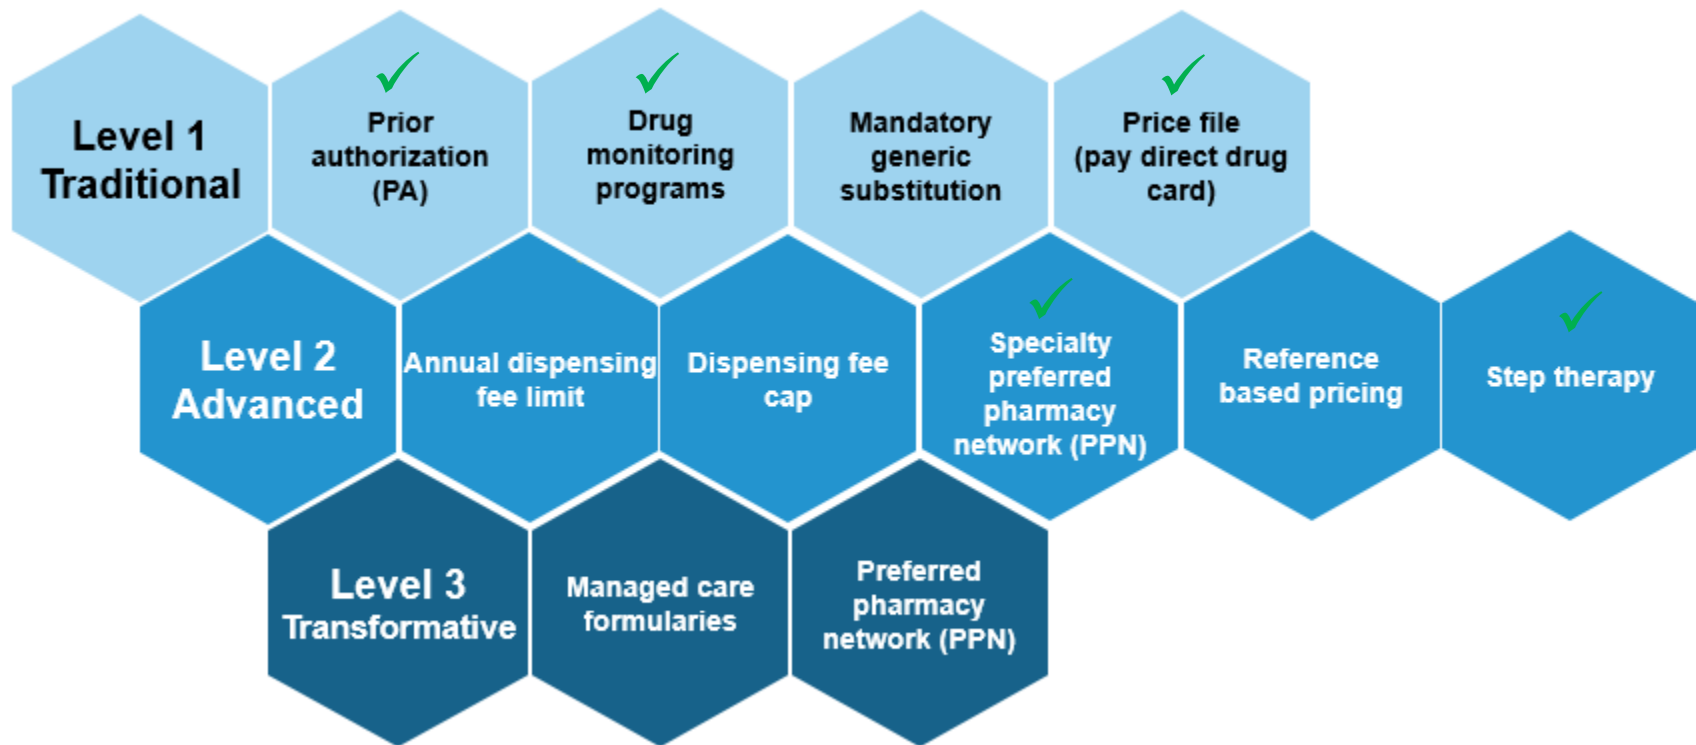 Level 1
Traditional
Prior
authorization
(PA)
Drug
monitoring
programs
Mandatory
generic
substitution
Price file
(pay direct drug
card)
Level 2
Advanced
Annual dispensing
fee limit
Dispensing fee
cap
Specialty
preferred
pharmacy
network (PPN)
Reference
based pricing
Step therapy
Level 3
Transformative
Managed care
formularies
Preferred
pharmacy
network (PPN)